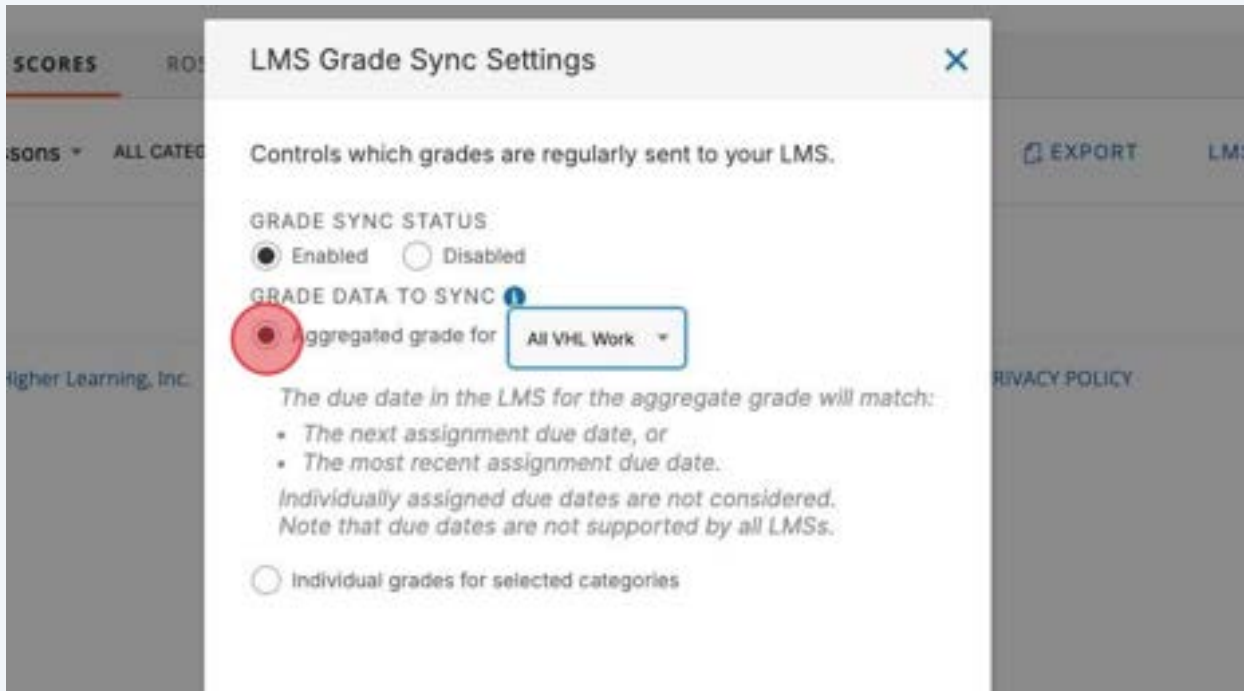 LMS Grade Sync Settings
SCORES
Controls which grades are regularly sent to your LMS.
ALL
EXPORT
GRADE SYNC STATUS
Enabled Disabled
GRADE DATA TO SYNC
Aggregated grade for All VHL Work
Higher Learning, Inc.
PRIVACY POLICY
The due date in the LMS for the aggregate grade will match:
• The next assignment due date, or
• The most recent assignment due date.
Individually assigned due dates are not considered.
Note that due dates are not supported by all LMSs.
Individual grades for selected categories